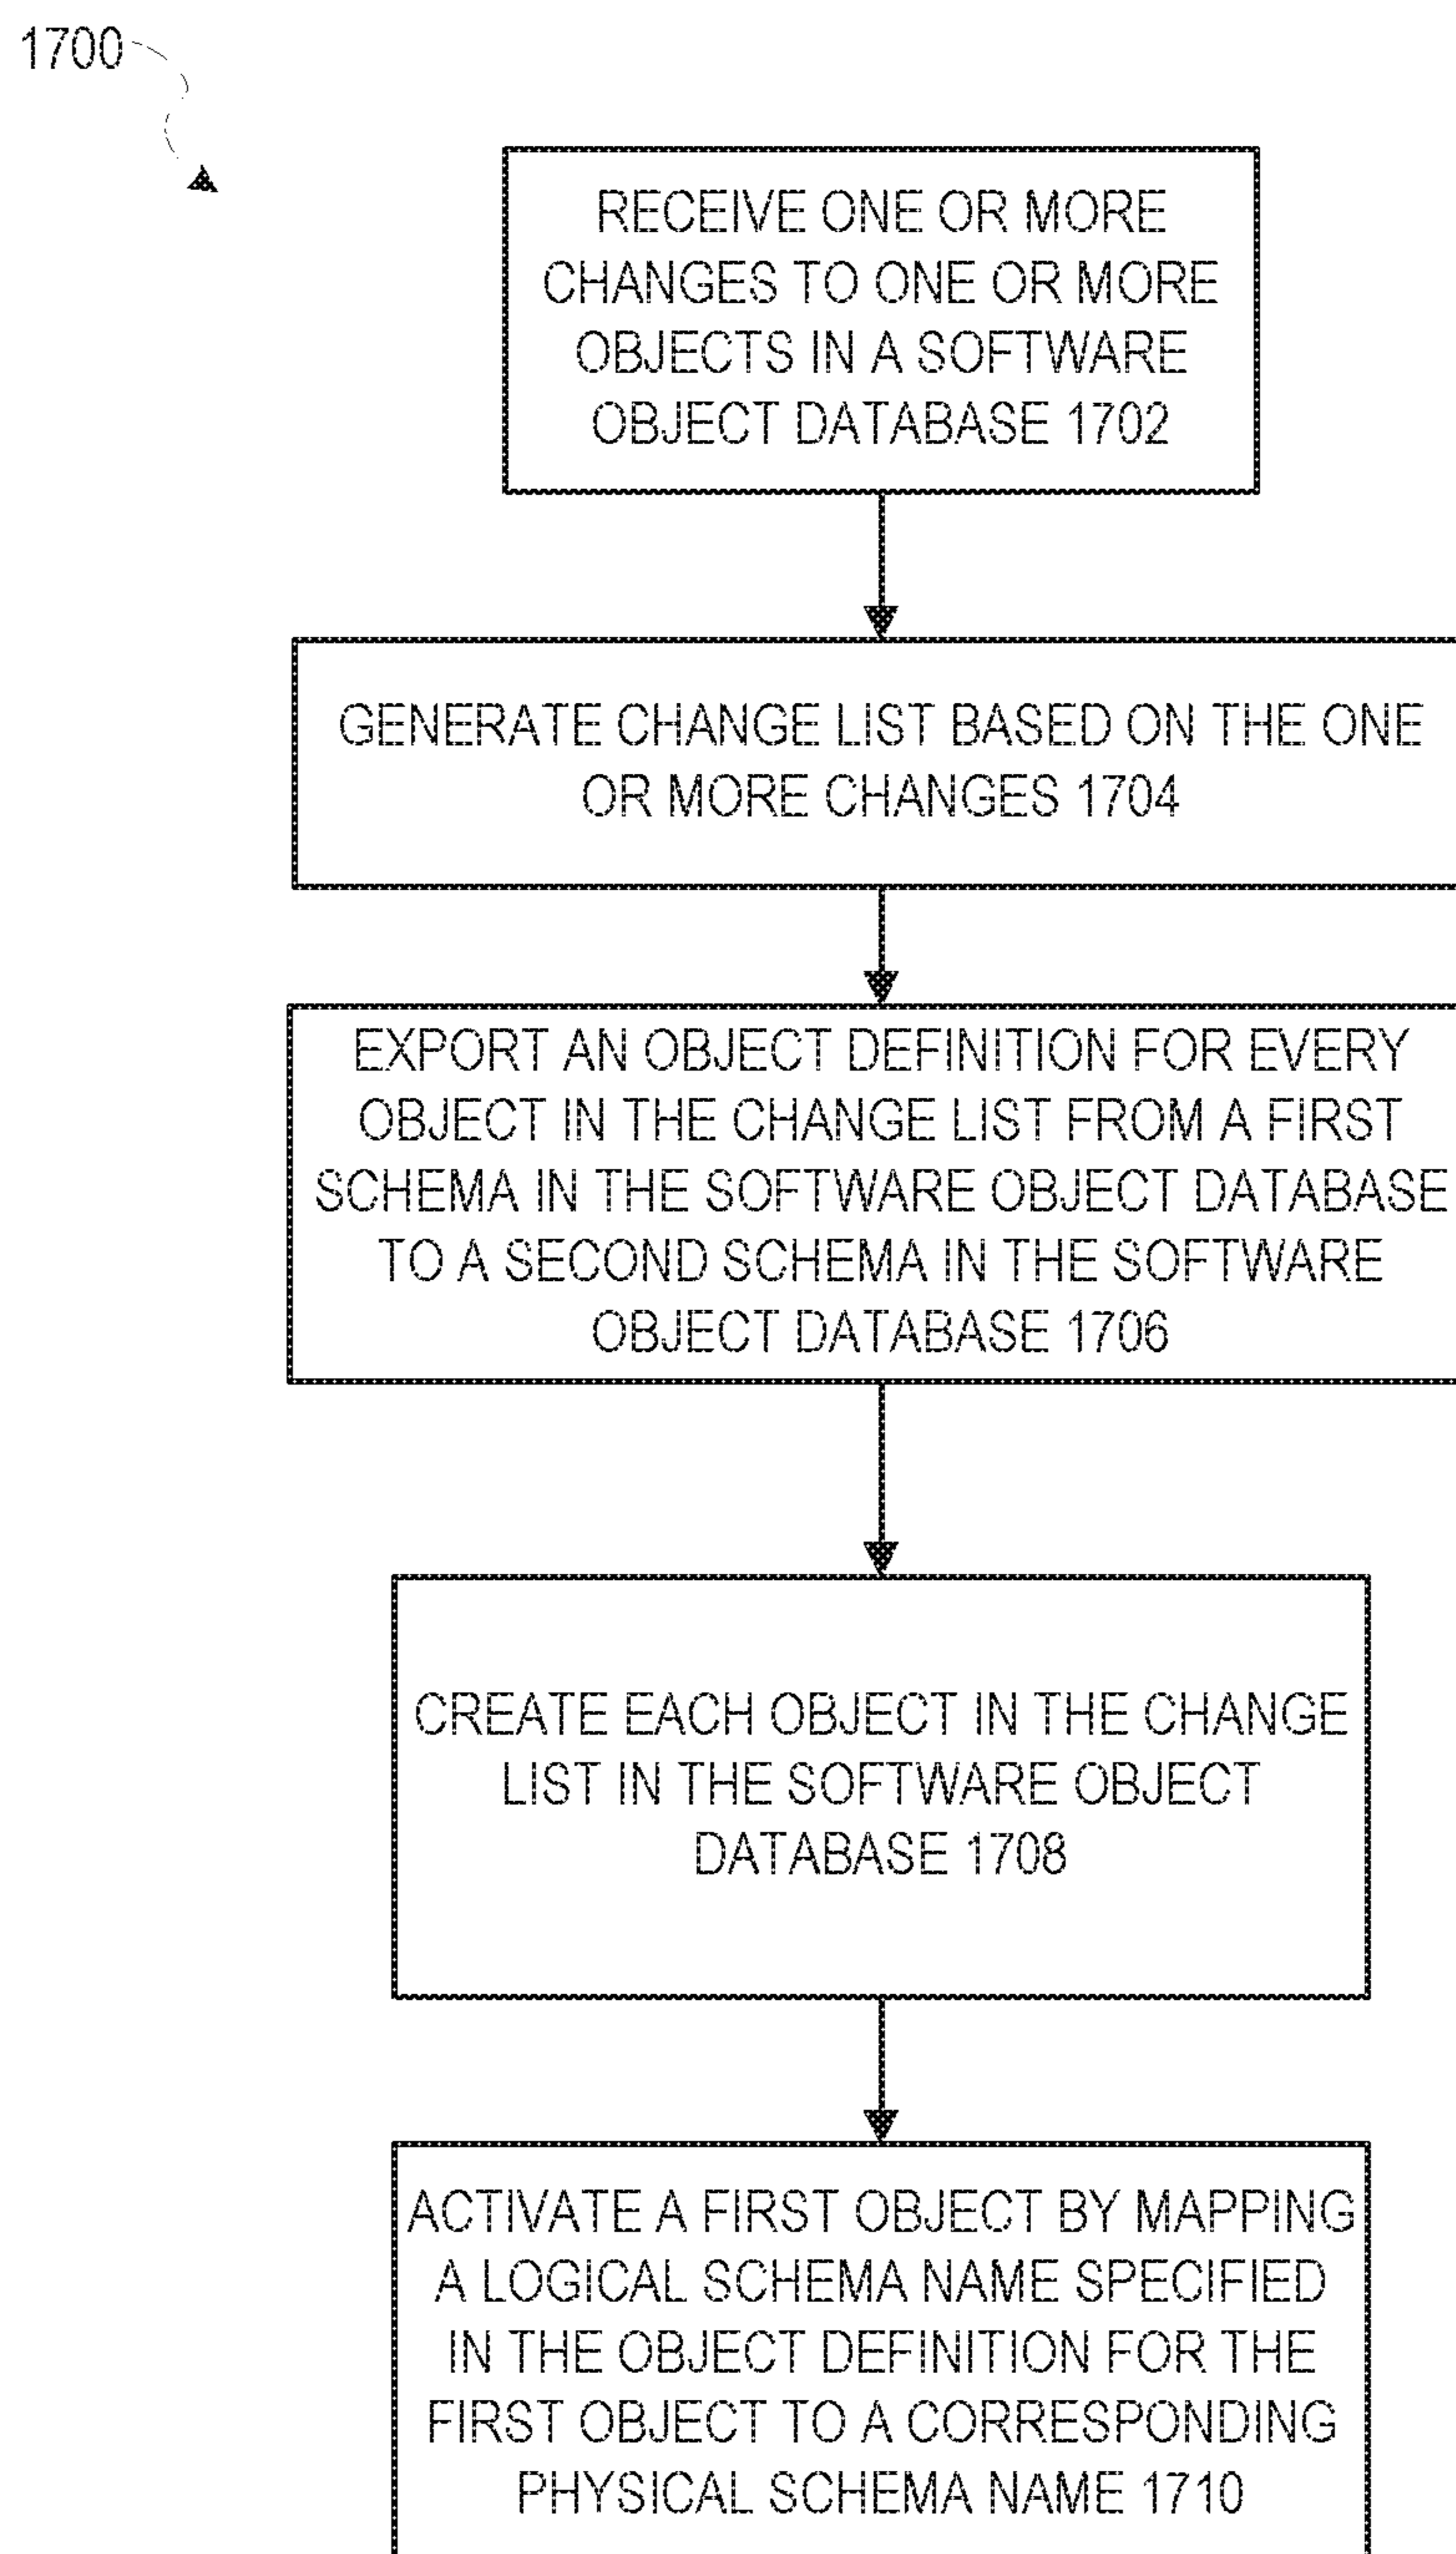 1700
RECEIVE ONE OR MORE
CHANGES TO ONE OR MORE
OBJECTS IN A SOFTWARE
OBJECT DATABASE 1702
GENERATE CHANGE LIST BASED ON THE ONE
OR MORE CHANGES 1704
EXPORT AN OBJECT DEFINITION FOR EVERY
OBJECT IN THE CHANGE LIST FROM A FIRST
SCHEMA IN THE SOFTWARE OBJECT DATABASE
TO A SECOND SCHEMA IN THE SOFTWARE
OBJECT DATABASE 1706
CREATE EACH OBJECT IN THE CHANGE
LIST IN THE SOFTWARE OBJECT
DATABASE 1708
ACTIVATE A FIRST OBJECT BY MAPPING
A LOGICAL SCHEMA NAME SPECIFIED
IN THE OBJECT DEFINITION FOR THE
FIRST OBJECT TO A CORRESPONDING
PHYSICAL SCHEMA NAME 1710